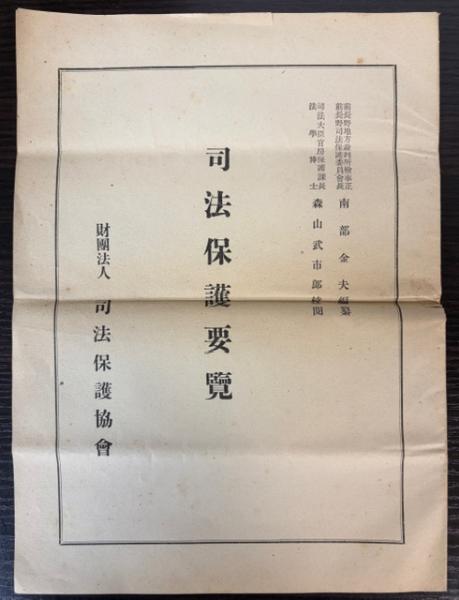 前長野地方裁判所檢事正
前長野司法保護委員會長
南部金夫編纂
司法大臣官房保護課長
法學博士
森山武市郎校閲
司法保護要覽
財團法人 司法保護協會